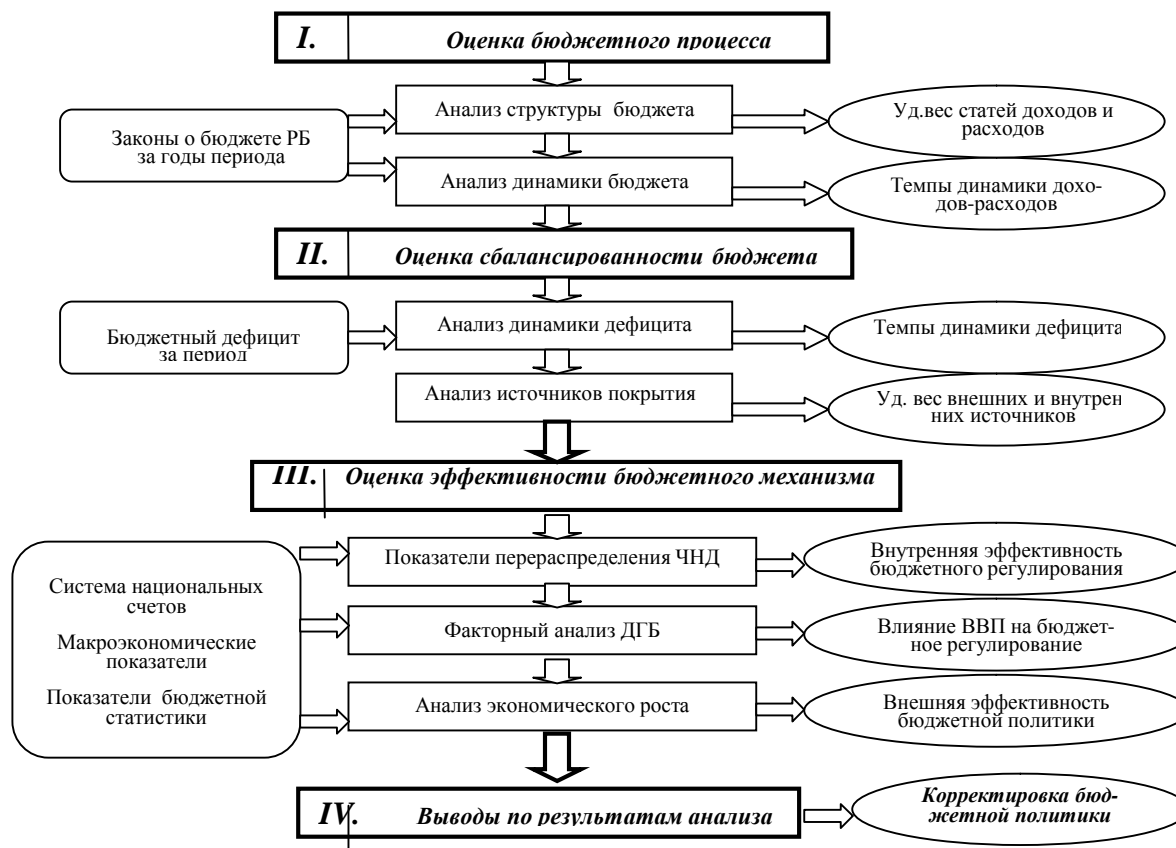 I. Оценка бюджетного процесса
Анализ структуры бюджета
Законы о бюджете РБ
за годы периода
Уд.вес статей доходов и
расходов
Анализ динамики бюджета
Темпы динамики дохо-
дов-расходов
II. Оценка сбалансированности бюджета
Бюджетный дефицит
за период
Анализ динамики дефицита
Темпы динамики дефицита
Анализ источников покрытия
Уд. вес внешних и внутрен
них источников
III. Оценка эффективности бюджетного механизма
Система национальных
счетов
Макроэкономические
показатели
Показатели бюджетной
статистики
Показатели перераспределения ЧНД
Внутренняя эффективность
бюджетного регулирования
Факторный анализ ДГБ
Влияние ВВП на бюджет-
ное регулирование
Анализ экономического роста
Внешняя эффективность
бюджетной политики
IV. Выводы по результатам анализа
Корректировка бюд-
жетной политики